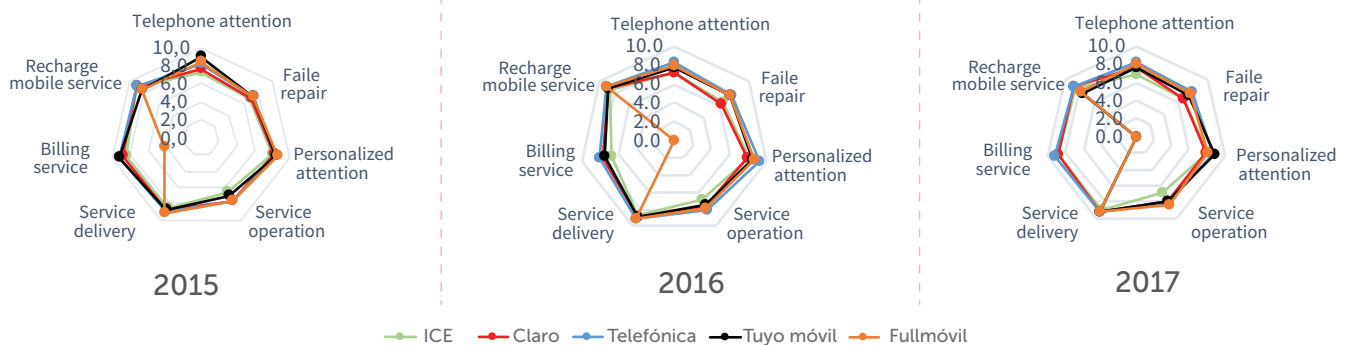 Telephone attention
10,0
8,0
6,0
4,0
2,0
0,0
Faile
repair
Personalized
attention
Service
operation
Service
delivery
Billing
service
Recharge
mobile service
2015
Telephone attention
10.0
8.0
6.0
4.0
2.0
0.0
Faile
repair
Personalized
attention
Service
operation
Service
delivery
Billing
service
Recharge
mobile service
2016
Telephone attention
10.0
8.0
6.0
4.0
2.0
0.0
Faile
repair
Personalized
attention
Service
operation
Service
delivery
Billing
service
Recharge
mobile service
2017
ICE Claro Telefónica Tuyo móvil Fullmóvil